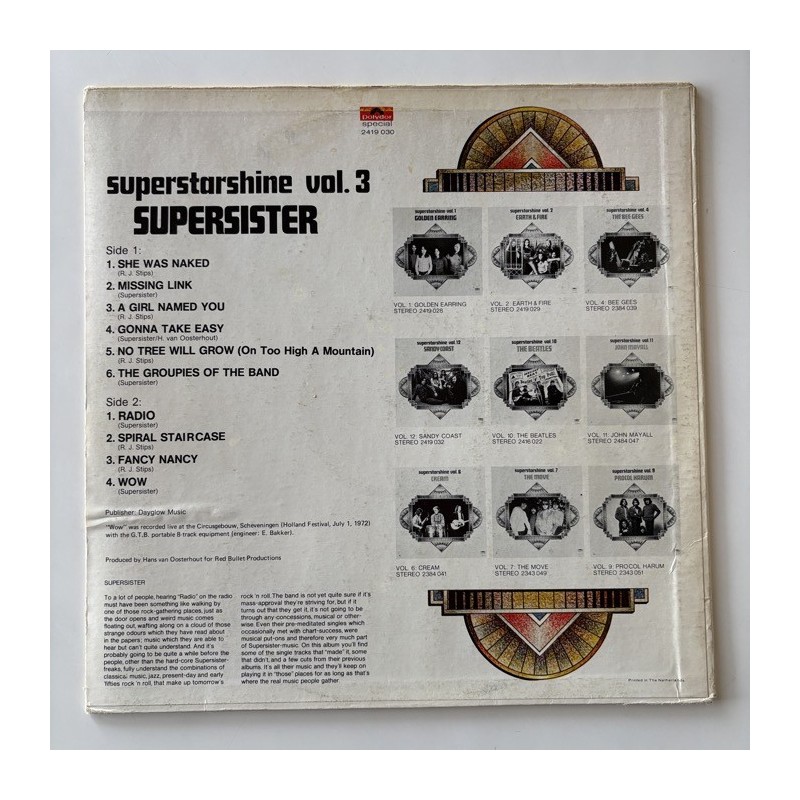 Polydor
special
2419 030
superstarshine vol. 3
SUPERSISTER
Side 1:
1. SHE WAS NAKED
(R. J. Stips)
2. MISSING LINK
(Supersister)
3. A GIRL NAMED YOU
(R. J. Stips)
4. GONNA TAKE EASY
(Supersister/H. van Oosterhout)
5. NO TREE WILL GROW (On Too High A Mountain)
(R. J. Stips)
6. THE GROUPIES OF THE BAND
(Supersister)
Side 2:
1. RADIO
(Supersister)
2. SPIRAL STAIRCASE
(R. J. Stips)
3. FANCY NANCY
(R. J. Stips)
4. WOW
(Supersister)
Publisher: Dayglow Music
"Wow" was recorded live at the Circusgebouw, Scheveningen (Holland Festival, July 1, 1972)
with the G.T.B. portable 8-track equipment (engineer: E. Bakker).
Produced by Hans van Oosterhout for Red Bullet Productions
SUPERSISTER
To a lot of people, hearing "Radio" on the radio
must have been something like walking by
one of those rock-gathering places, just as
the door opens and weird music comes
floating out, wafting along on a cloud of those
strange odours which they have read about
in the papers: music which they are able to
hear but can't quite understand. And it's
probably going to be quite a while before the
people, other than the hard-core Supersister-
freaks, fully understand the combinations of
classical music, jazz, present-day and early
fifties rock 'n roll, that make up tomorrow's
rock 'n roll. The band is not yet quite sure if it's
mass-approval they're striving for, but if it
turns out that they get it, it's not going to be
through any concessions, musical or other-
wise. Even their pre-meditated singles which
occasionally met with chart-success, were
musical put-ons and therefore very much part
of Supersister-music. On this album you'll find
some of the single tracks that "made" it, some
that didn't, and a few cuts from their previous
albums. It's all their music and they'll keep on
playing it in "those" places for as long as that's
where the real music people gather.
superstarshine vol. 1
GOLDEN EARRING
superstarshine vol. 2
EARTH & FIRE
superstarshine vol. 4
THE BEE GEES
VOL. 1: GOLDEN EARRING
STEREO 2419 028
VOL. 2: EARTH & FIRE
STEREO 2419 029
VOL. 4: BEE GEES
STEREO 2384 039
superstarshine vol. 12
SANDY COAST
superstarshine vol. 10
THE BEATLES
superstarshine vol. 11
JOHN MAYALL
VOL. 12: SANDY COAST
STEREO 2419 032
VOL. 10: THE BEATLES
STEREO 2416 022
VOL. 11: JOHN MAYALL
STEREO 2484 047
superstarshine vol. 6
CREAM
superstarshine vol. 7
THE MOVE
superstarshine vol. 9
PROCOL HARUM
VOL. 6: CREAM
STEREO 2384 041
VOL. 7: THE MOVE
STEREO 2343 049
VOL. 9: PROCOL HARUM
STEREO 2343 051
Printed in The Netherlands